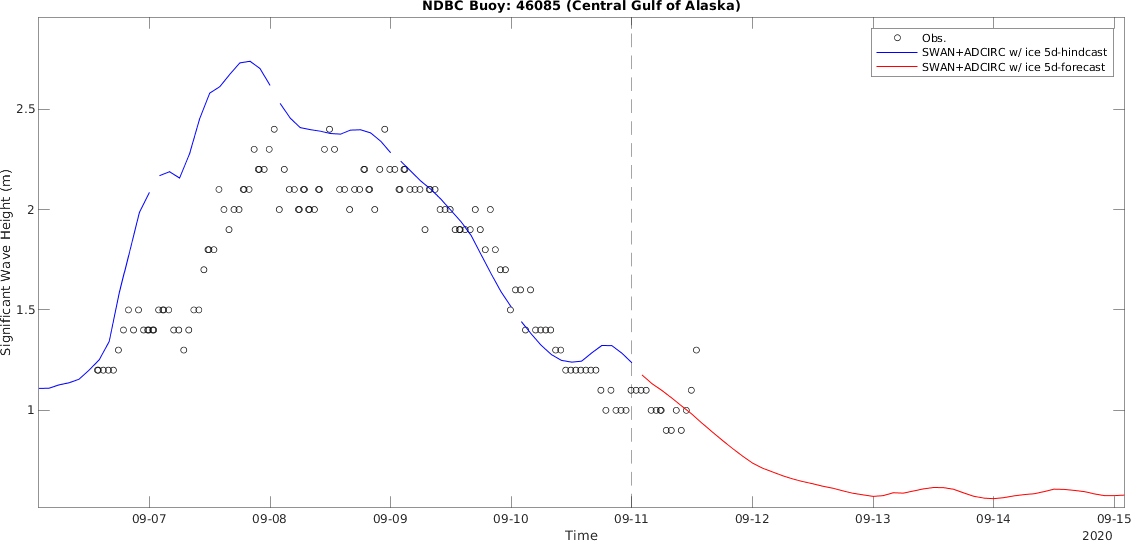 NDBC Buoy: 46085 (Central Gulf of Alaska)
Obs.
SWAN+ADCIRC w/ ice 5d-hindcast
SWAN+ADCIRC w/ ice 5d-forecast
Significant Wave Height (m)
2.5
2
1.5
1
09-07
09-08
09-09
09-10
09-11
09-12
09-13
09-14
09-15
Time
2020